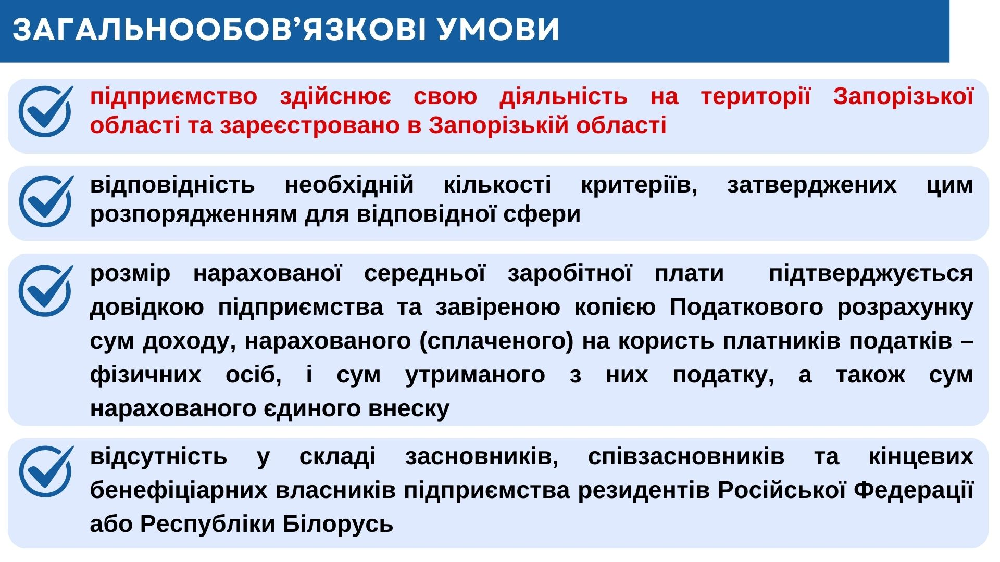 ЗАГАЛЬНООБОВ’ЯЗКОВІ УМОВИ
підприємство здійснює свою діяльність на території Запорізької
області та зареєстровано в Запорізькій області
відповідність необхідній кількості критеріїв, затверджених цим
розпорядженням для відповідної сфери
розмір нарахованої середньої заробітної плати підтверджується
довідкою підприємства та завіреною копією Податкового розрахунку
сум доходу, нарахованого (сплаченого) на користь платників податків –
фізичних осіб, і сум утриманого з них податку, а також сум
нарахованого єдиного внеску
відсутність у складі засновників, співзасновників та кінцевих
бенефіціарних власників підприємства резидентів Російської Федерації
або Республіки Білорусь